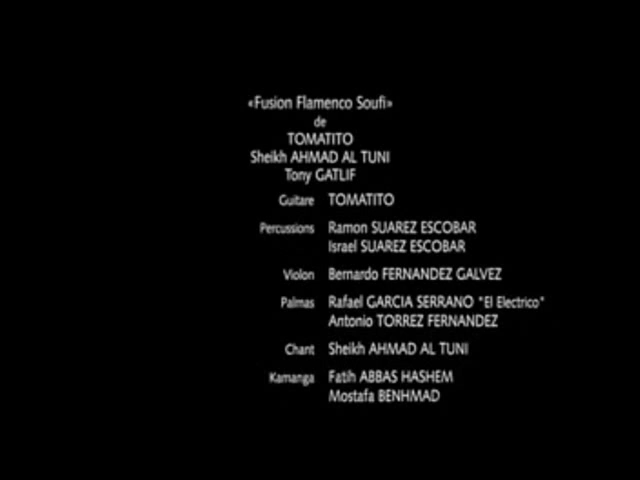 «Fusion Flamenco Soufi»
de
TOMATITO
Sheikh AHMAD AL TUNI
Tony GATLIF
Guitare TOMATITO
Percussions Ramon SUAREZ ESCOBAR
Israel SUAREZ ESCOBAR
Violon Bernardo FERNANDEZ GALVEZ
Palmas Rafael GARCIA SERRANO "El Electrico"
Antonio TORREZ FERNANDEZ
Chant Sheikh AHMAD AL TUNI
Kamanga Fatih ABBAS HASHEM
Mostafa BENHMAD